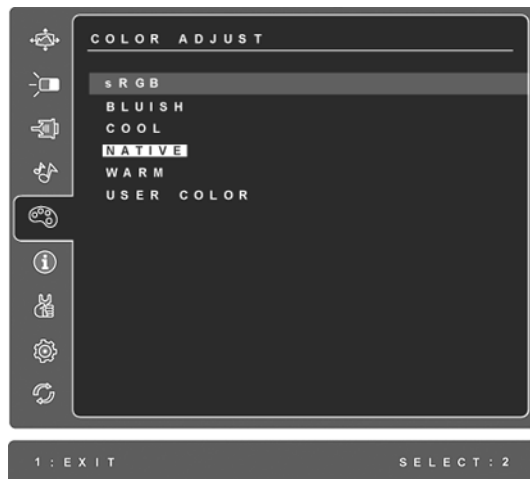 COLOR ADJUST
sRGB
BLUISH
COOL
NATIVE
WARM
USER COLOR
1:EXIT
SELECT:2